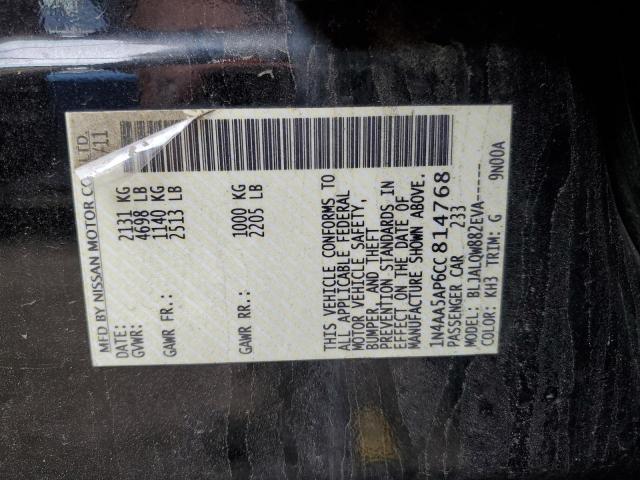 MFD BY NISSAN MOTOR CO LTD.
DATE: /11
GVWR: 2131 KG
4698 LB
GAWR FR.: 1140 KG
2513 LB
GAWR RR.: 1000 KG
2205 LB
THIS VEHICLE CONFORMS TO
ALL APPLICABLE FEDERAL
MOTOR VEHICLE SAFETY,
BUMPER, AND THEFT
PREVENTION STANDARDS IN
EFFECT ON THE DATE OF
MANUFACTURE SHOWN ABOVE.
1N4AA5AP6CC814768
PASSENGER CAR 233
MODEL: BLJALQW882EVA-----
COLOR: KH3 TRIM: G 9N00A